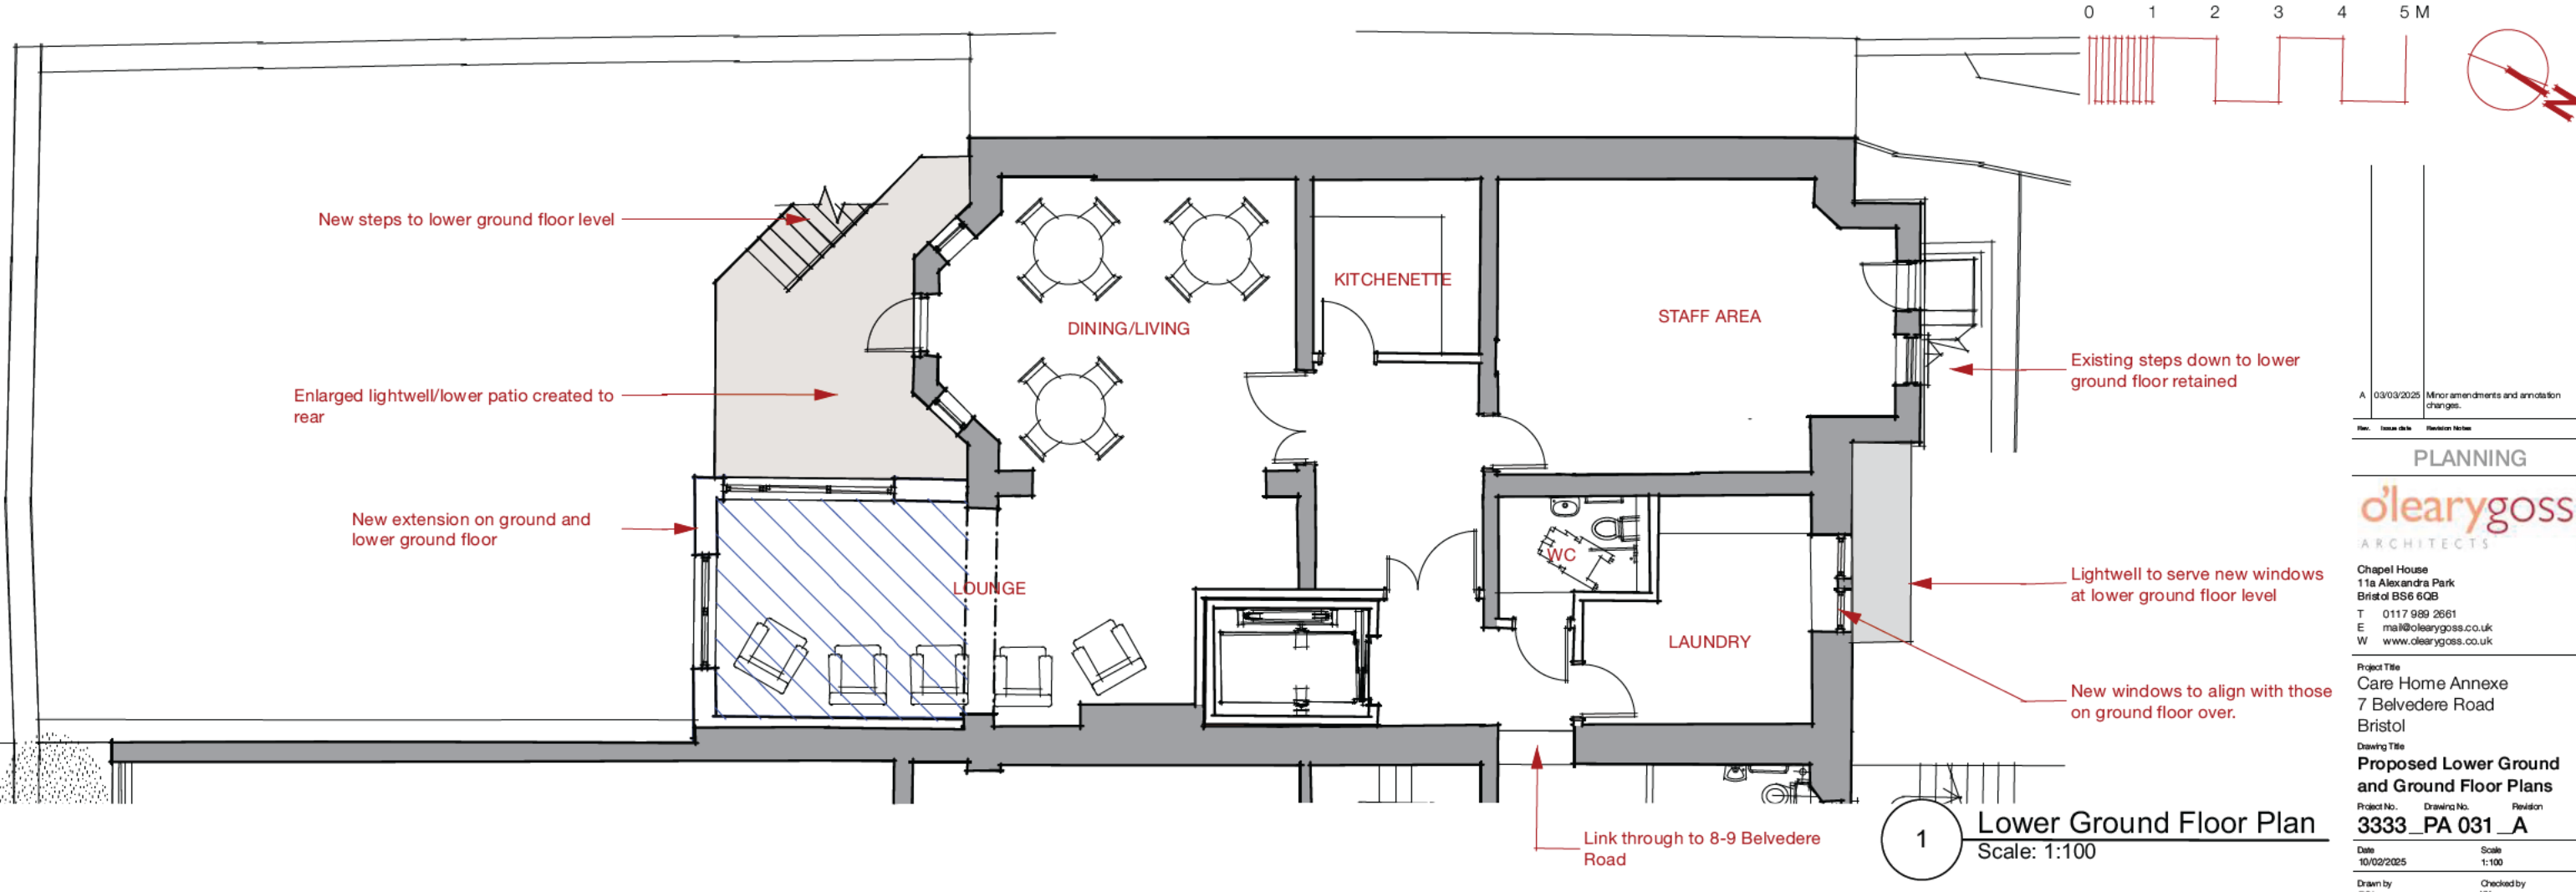 0 1 2 3 4 5 M
N
New steps to lower ground floor level
KITCHENETTE
STAFF AREA
DINING/LIVING
Enlarged lightwell/lower patio created to
rear
Existing steps down to lower
ground floor retained
New extension on ground and
lower ground floor
WC
LOUNGE
LAUNDRY
Lightwell to serve new windows
at lower ground floor level
New windows to align with those
on ground floor over.
Link through to 8-9 Belvedere
Road
1
Lower Ground Floor Plan
Scale: 1:100
A 03/03/2025 Minor amendments and annotation
changes.
Rev. Issue date Revision Notes
PLANNING
o'learygoss
ARCHITECTS
Chapel House
11a Alexandra Park
Bristol BS6 6QB
T 0117 989 2661
E mail@olearygoss.co.uk
W www.olearygoss.co.uk
Project Title
Care Home Annexe
7 Belvedere Road
Bristol
Drawing Title
Proposed Lower Ground
and Ground Floor Plans
Project No. Drawing No. Revision
3333_PA 031_A
Date Scale
10/02/2025 1:100
Drawn by Checked by